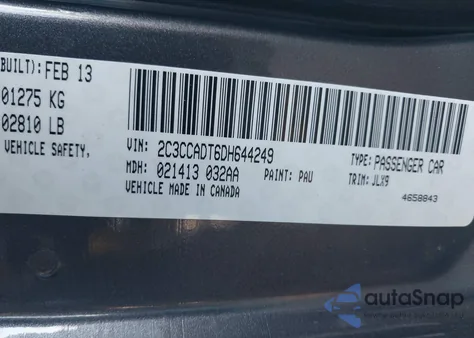 BUILT): FEB 13
01275 KG
02810 LB
VEHICLE SAFETY,
VIN: 2C3CCADT6DH644249
TYPE: PASSENGER CAR
MDH: 021413 032AA
PAINT: PAU
TRIM: JLX9
VEHICLE MADE IN CANADA
4658843
autoSnap